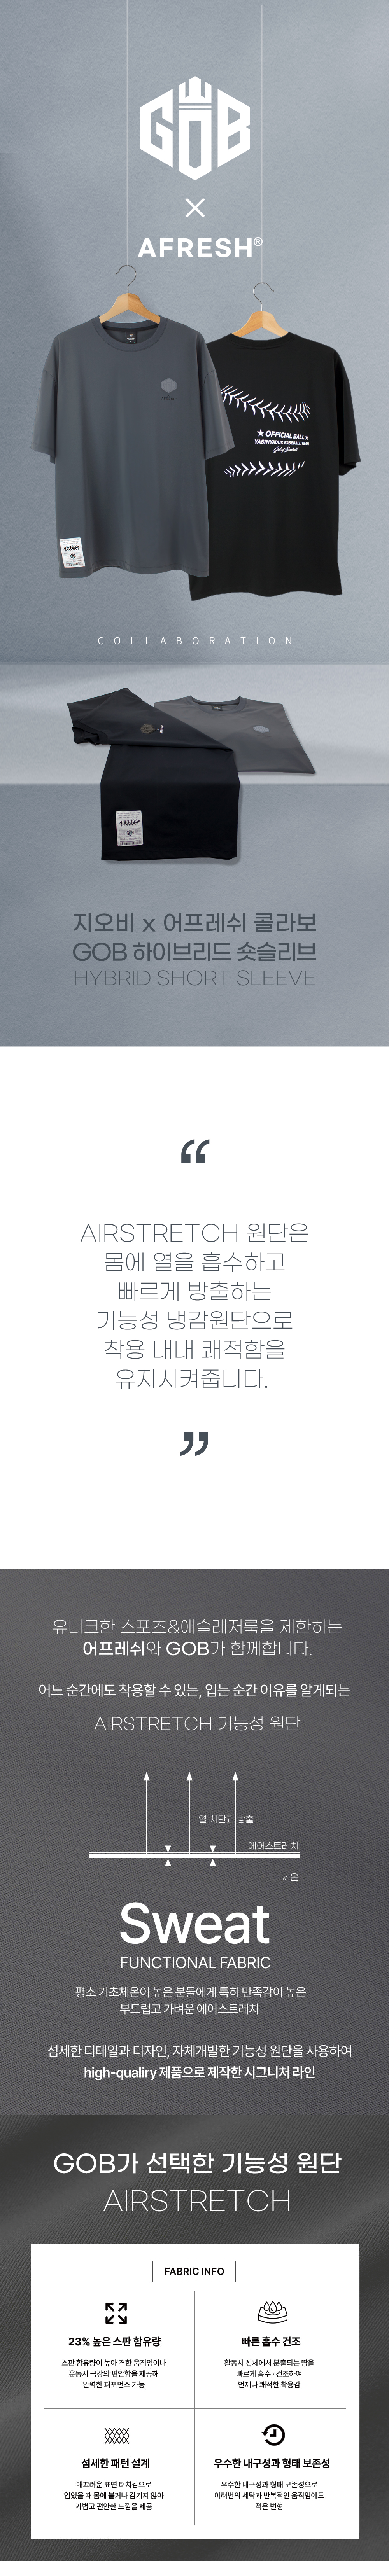 GOB
×
AFRESH®
★ OFFICIAL BALL ★
YASINYADUK BASEBALL TEAM
COLLABORATION
지오비 x 어프레쉬 콜라보
GOB 하이브리드 숏슬리브
HYBRID SHORT SLEEVE
“
AIRSTRETCH 원단은
몸에 열을 흡수하고
빠르게 방출하는
기능성 냉감원단으로
착용 내내 쾌적함을
유지시켜줍니다.
”
유니크한 스포츠&애슬레저룩을 제한하는
어프레쉬와 GOB가 함께합니다.
어느 순간에도 착용할 수 있는, 입는 순간 이유를 알게되는
AIRSTRETCH 기능성 원단
열 차단과 방출
에어스트레치
체온
Sweat
FUNCTIONAL FABRIC
평소 기초체온이 높은 분들에게 특히 만족감이 높은
부드럽고 가벼운 에어스트레치
섬세한 디테일과 디자인, 자체개발한 기능성 원단을 사용하여
high-qualiry 제품으로 제작한 시그니처 라인
GOB가 선택한 기능성 원단
AIRSTRETCH
FABRIC INFO
23% 높은 스판 함유량
스판 함유량이 높아 격한 움직임이나
운동시 극강의 편안함을 제공해
완벽한 퍼포먼스 가능
빠른 흡수 건조
활동시 신체에서 분출되는 땀을
빠르게 흡수 · 건조하여
언제나 쾌적한 착용감
섬세한 패턴 설계
매끄러운 표면 터치감으로
입었을 때 몸에 붙거나 감기지 않아
가볍고 편안한 느낌을 제공
우수한 내구성과 형태 보존성
우수한 내구성과 형태 보존성으로
여러번의 세탁과 반복적인 움직임에도
적은 변형